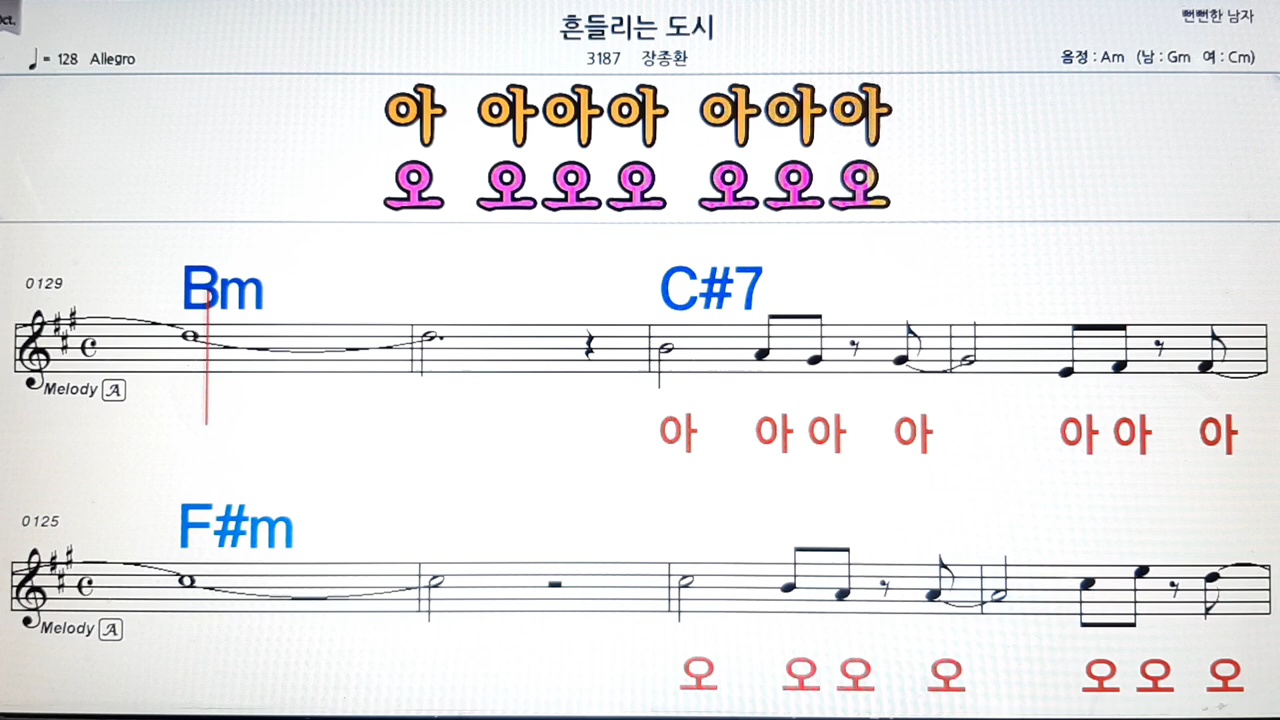 흔들리는 도시
뻔뻔한 남자
♩= 128 Allegro
3187 장종환
음정 : Am (남 : Gm 여 : Cm)
아 아아아 아아아
오 오오오 오오오
0129
Bm C#7
Melody A
아 아 아 아 아 아 아
0125
F#m
Melody A
오 오 오 오 오 오 오